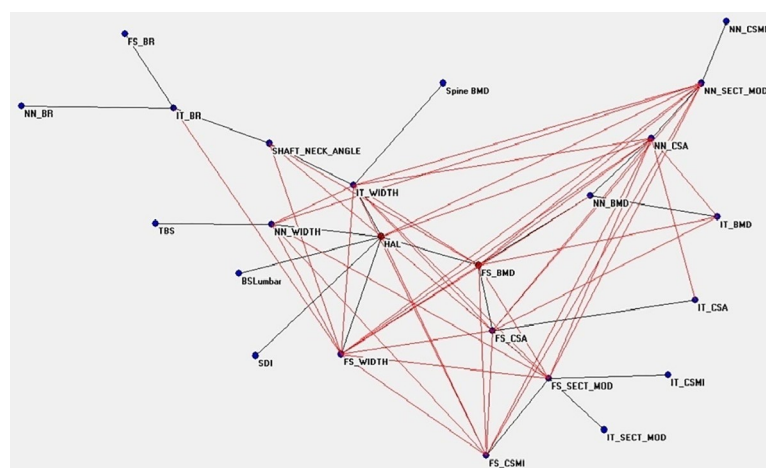 NN_CSMI
FS_BR
Spine BMD
NN_SECT_MOD
NN_BR
IT_BR
SHAFT_NECK_ANGLE
NN_CSA
IT_WIDTH
NN_BMD
TBS
NN_WIDTH
IT_BMD
HAL
BSLumbar
FS_BMD
IT_CSA
FS_CSA
SDI
FS_WIDTH
FS_SECT_MOD
IT_CSMI
IT_SECT_MOD
FS_CSMI